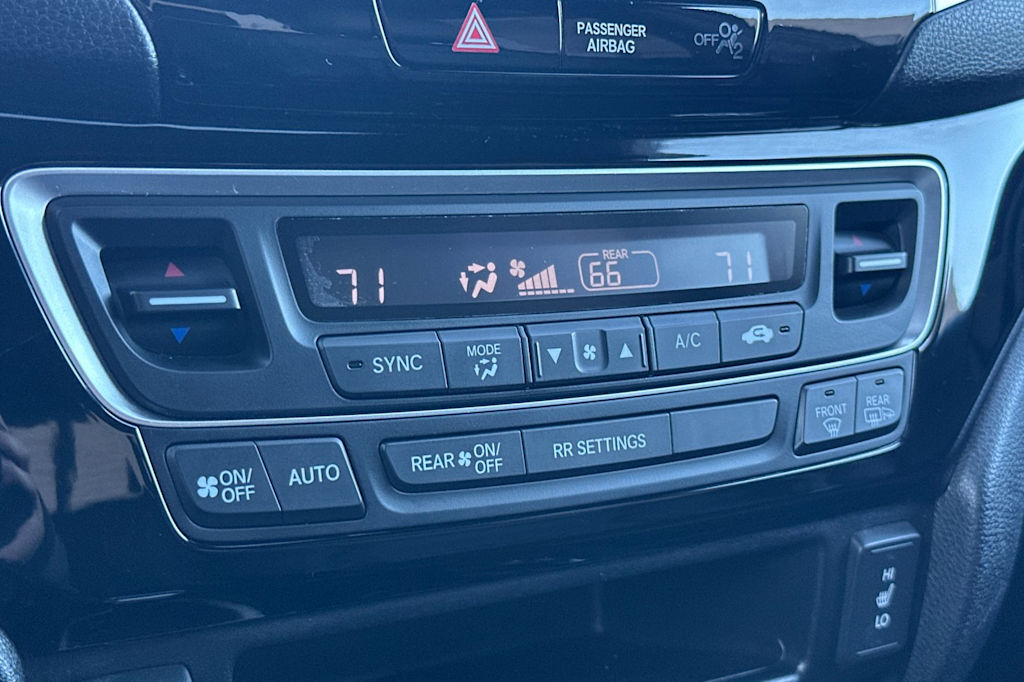 PASSENGER
AIRBAG
OFF
2
REAR
71
66
71
SYNC
MODE
A/C
ON/
OFF
AUTO
REAR
ON/
OFF
RR SETTINGS
FRONT
REAR
HI
LO